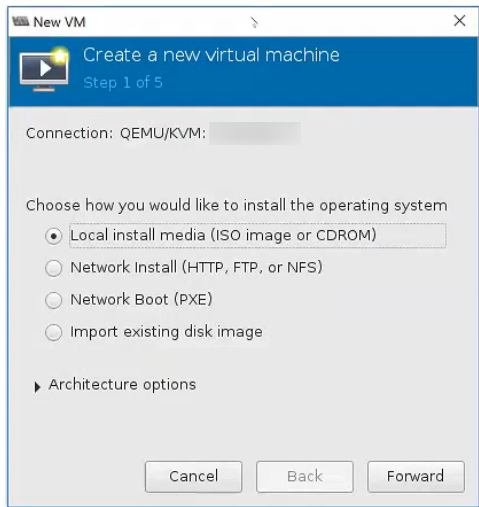 New VM
Create a new virtual machine
Step 1 of 5
Connection: QEMU/KVM:
Choose how you would like to install the operating system
Local install media (ISO image or CDROM)
Network Install (HTTP, FTP, or NFS)
Network Boot (PXE)
Import existing disk image
Architecture options
Cancel Back Forward